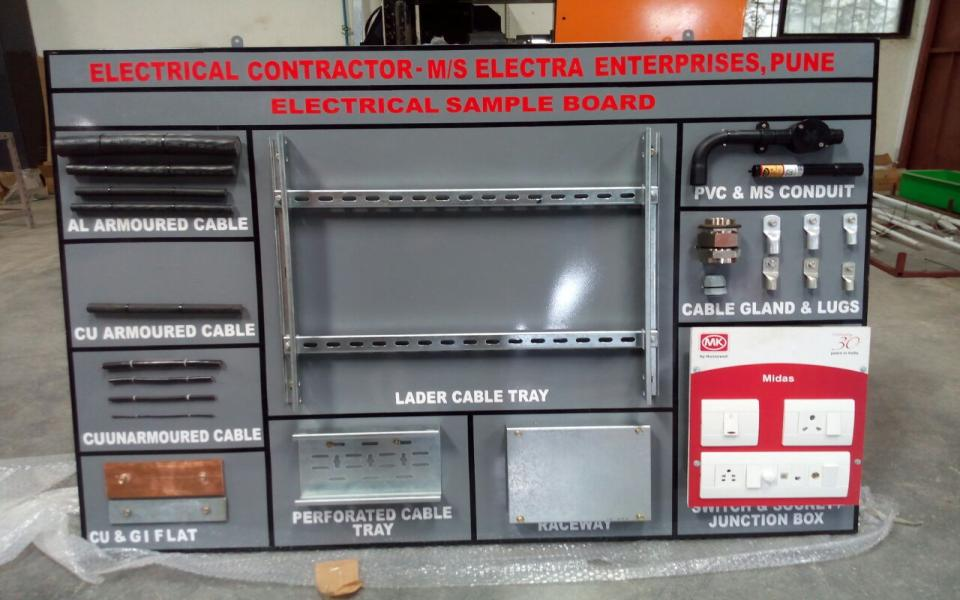 ELECTRICAL CONTRACTOR - M/S ELECTRA ENTERPRISES, PUNE
ELECTRICAL SAMPLE BOARD
AL ARMOURED CABLE
PVC & MS CONDUIT
CU ARMOURED CABLE
CABLE GLAND & LUGS
LADER CABLE TRAY
MK
by Honeywell
30
years in India
Midas
CUUNARMOURED CABLE
CU & G I FLAT
PERFORATED CABLE
TRAY
RACEWAY
SWITCH & SOCKET /
JUNCTION BOX